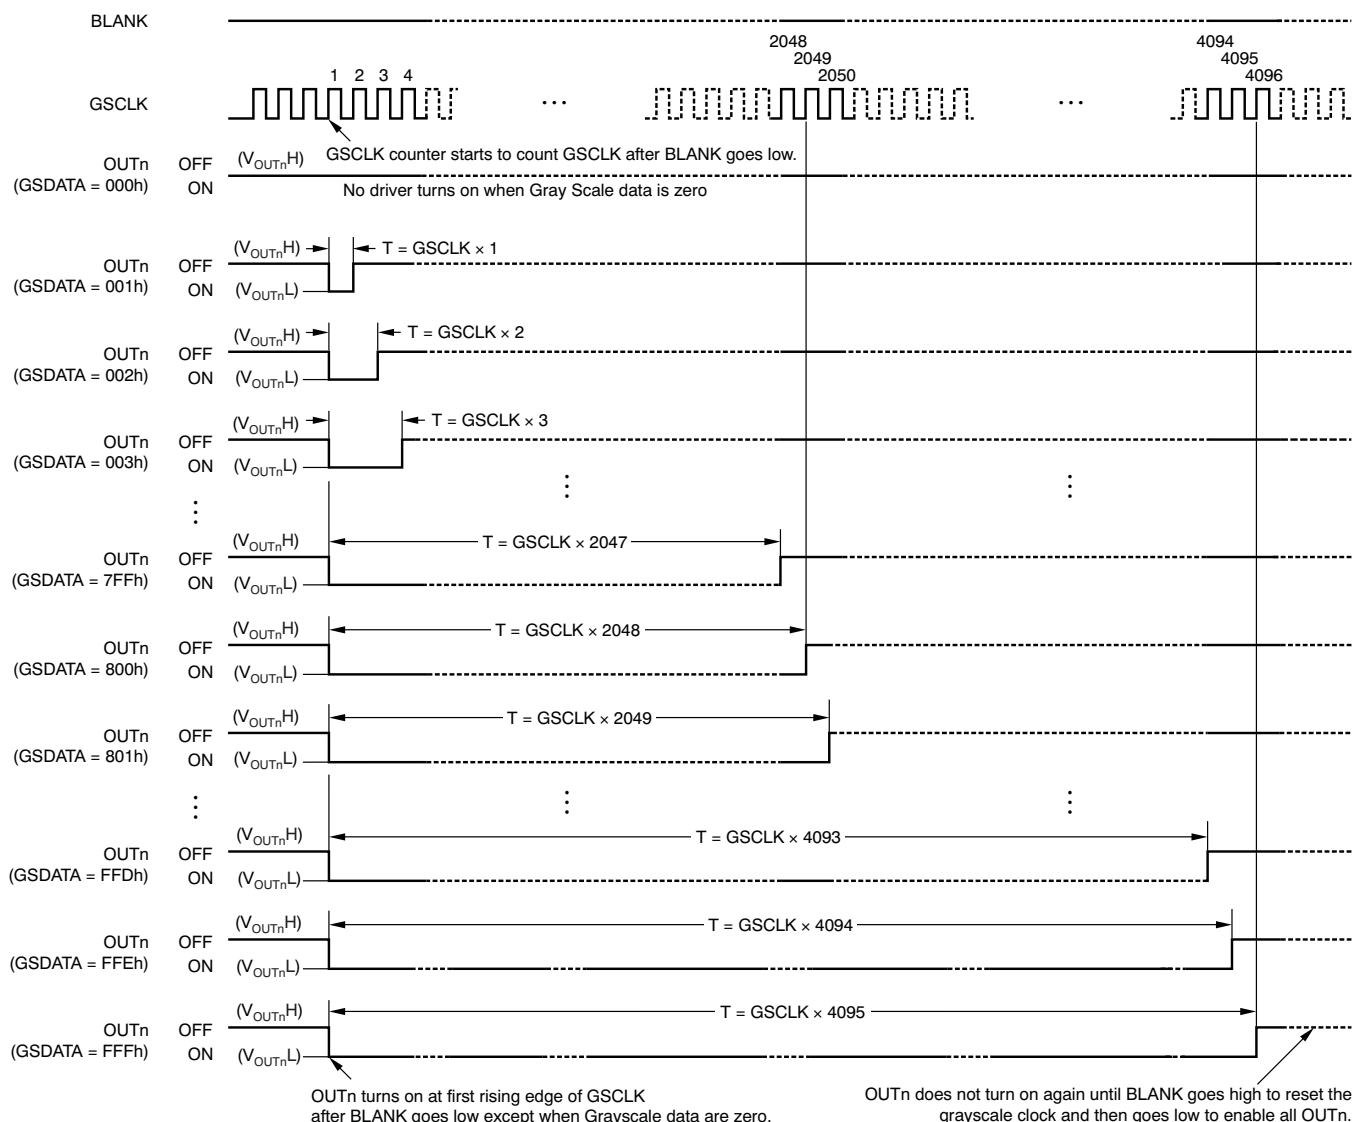 BLANK
2048
2049
2050
4094
4095
4096
1 2 3 4
GSCLK
...
...
GSCLK counter starts to count GSCLK after BLANK goes low.
OUTn OFF (VOUTnH)
(GSDATA = 000h) ON
No driver turns on when Gray Scale data is zero
(VOUTnH) T = GSCLK × 1
OUTn OFF
(GSDATA = 001h) ON (VOUTnL)
(VOUTnH) T = GSCLK × 2
OUTn OFF
(GSDATA = 002h) ON (VOUTnL)
(VOUTnH) T = GSCLK × 3
OUTn OFF
(GSDATA = 003h) ON (VOUTnL)
(VOUTnH) T = GSCLK × 2047
OUTn OFF
(GSDATA = 7FFh) ON (VOUTnL)
(VOUTnH) T = GSCLK × 2048
OUTn OFF
(GSDATA = 800h) ON (VOUTnL)
(VOUTnH) T = GSCLK × 2049
OUTn OFF
(GSDATA = 801h) ON (VOUTnL)
(VOUTnH) T = GSCLK × 4093
OUTn OFF
(GSDATA = FFDh) ON (VOUTnL)
(VOUTnH) T = GSCLK × 4094
OUTn OFF
(GSDATA = FFEh) ON (VOUTnL)
(VOUTnH) T = GSCLK × 4095
OUTn OFF
(GSDATA = FFFh) ON (VOUTnL)
OUTn turns on at first rising edge of GSCLK
after BLANK goes low except when Grayscale data are zero.
OUTn does not turn on again until BLANK goes high to reset the
grayscale clock and then goes low to enable all OUTn.